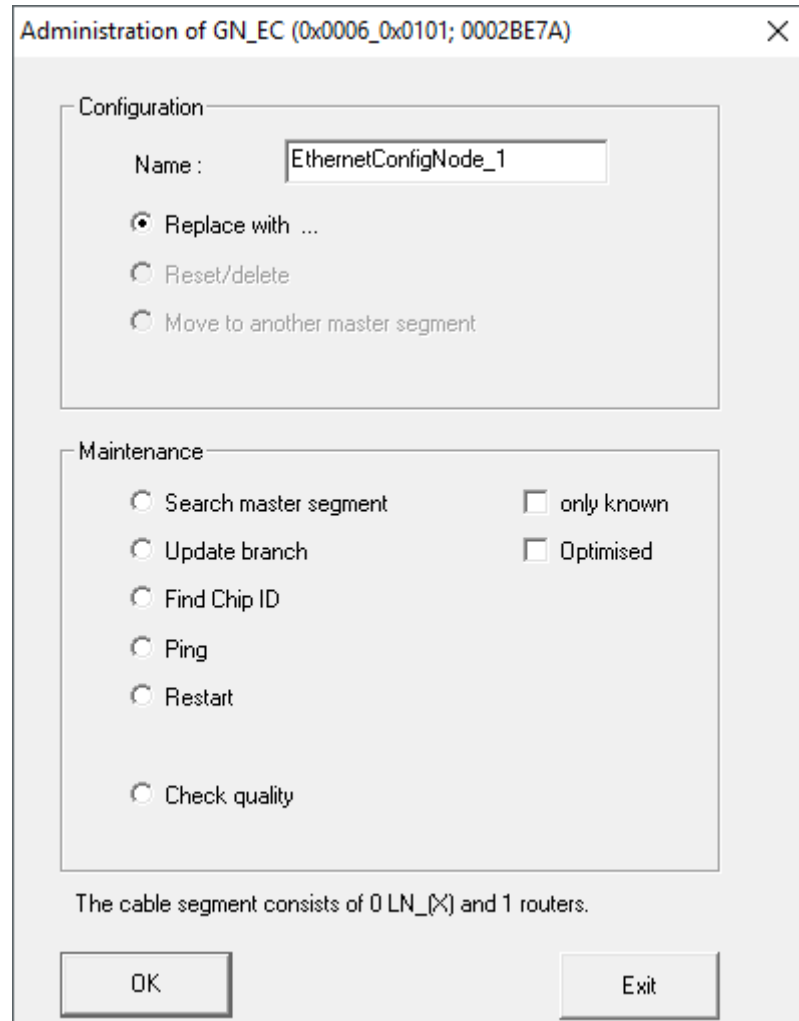 Administration of GN_EC (0x0006_0x0101; 0002BE7A)
Configuration
Name :
EthernetConfigNode_1
Replace with ...
Reset/delete
Move to another master segment
Maintenance
Search master segment
only known
Update branch
Optimised
Find Chip ID
Ping
Restart
Check quality
The cable segment consists of 0 LN_(X) and 1 routers.
OK
Exit